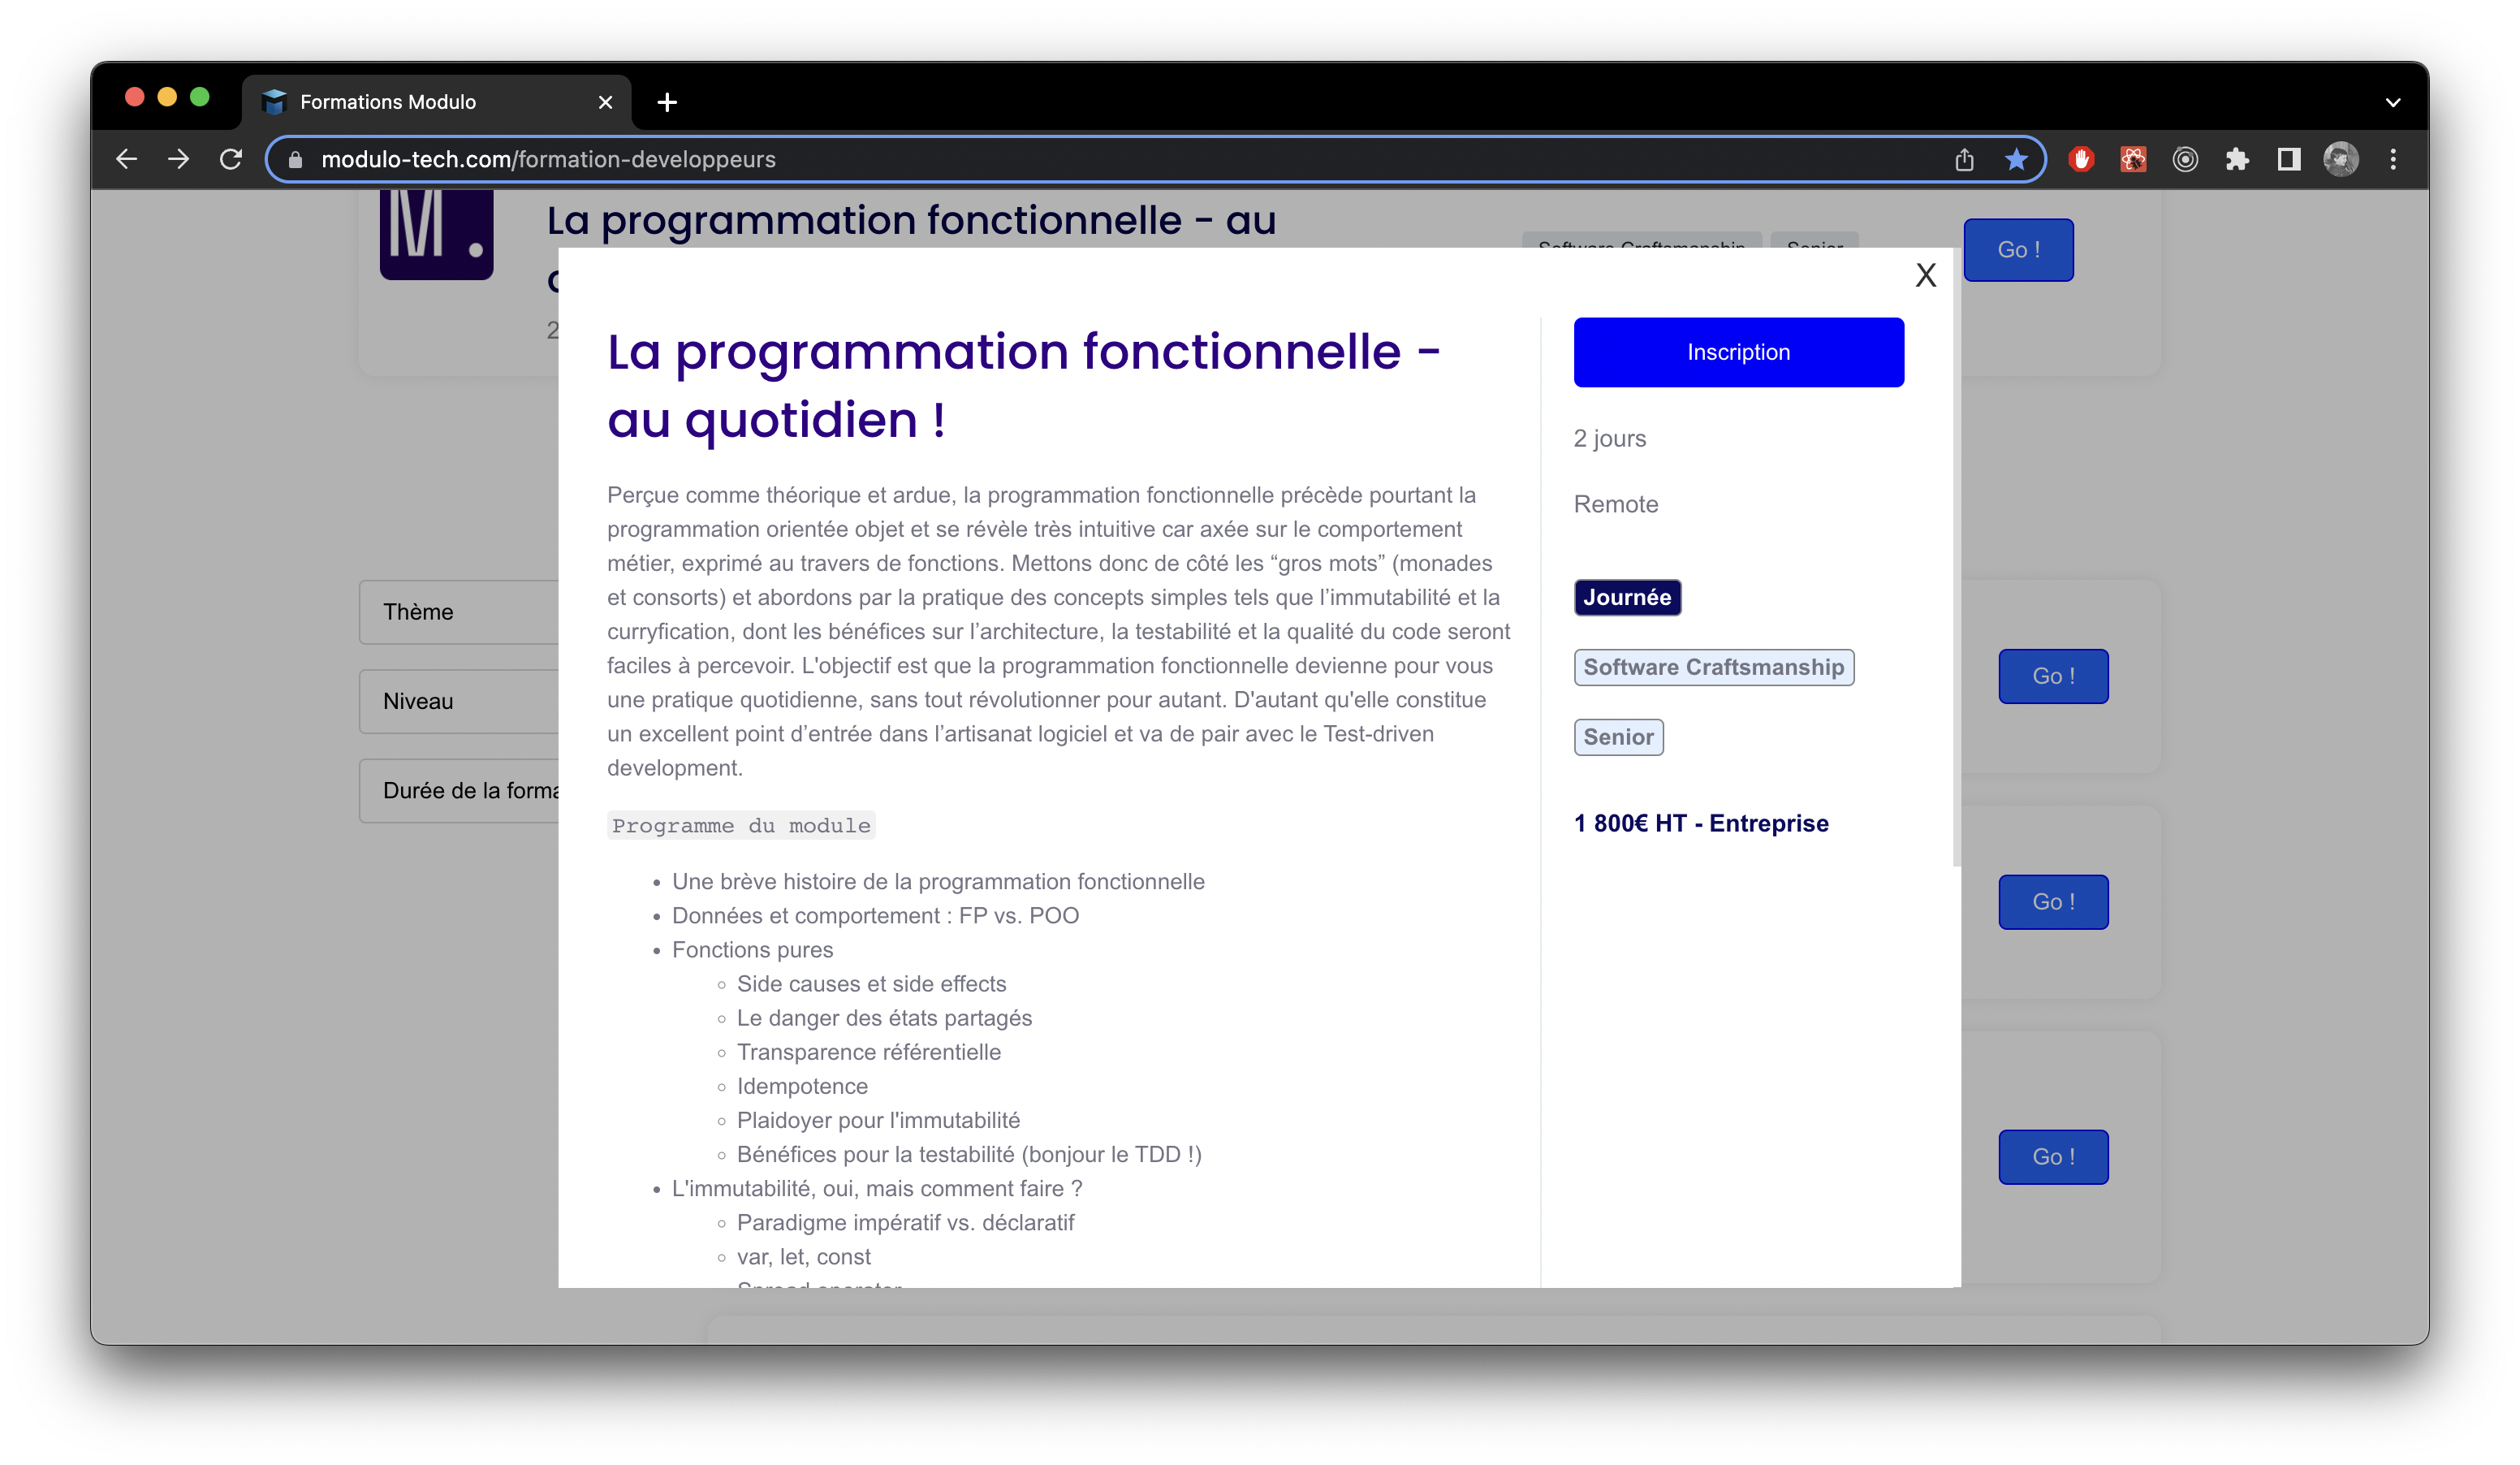 Formations Modulo
modulo-tech.com/formation-developpeurs
M.
La programmation fonctionnelle - au
Software Craftsmanship
Senior
Go !
X
La programmation fonctionnelle -
au quotidien !
Perçue comme théorique et ardue, la programmation fonctionnelle précède pourtant la
programmation orientée objet et se révèle très intuitive car axée sur le comportement
métier, exprimé au travers de fonctions. Mettons donc de côté les “gros mots” (monades
et consorts) et abordons par la pratique des concepts simples tels que l’immutabilité et la
curryfication, dont les bénéfices sur l’architecture, la testabilité et la qualité du code seront
faciles à percevoir. L'objectif est que la programmation fonctionnelle devienne pour vous
une pratique quotidienne, sans tout révolutionner pour autant. D'autant qu'elle constitue
un excellent point d’entrée dans l’artisanat logiciel et va de pair avec le Test-driven
development.
Programme du module
Une brève histoire de la programmation fonctionnelle
Données et comportement : FP vs. POO
Fonctions pures
Side causes et side effects
Le danger des états partagés
Transparence référentielle
Idempotence
Plaidoyer pour l'immutabilité
Bénéfices pour la testabilité (bonjour le TDD !)
L'immutabilité, oui, mais comment faire ?
Paradigme impératif vs. déclaratif
var, let, const
Spread operator
Inscription
2 jours
Remote
Journée
Software Craftsmanship
Senior
1 800€ HT - Entreprise
2
Thème
Niveau
Durée de la forma
Go !
Go !
Go !